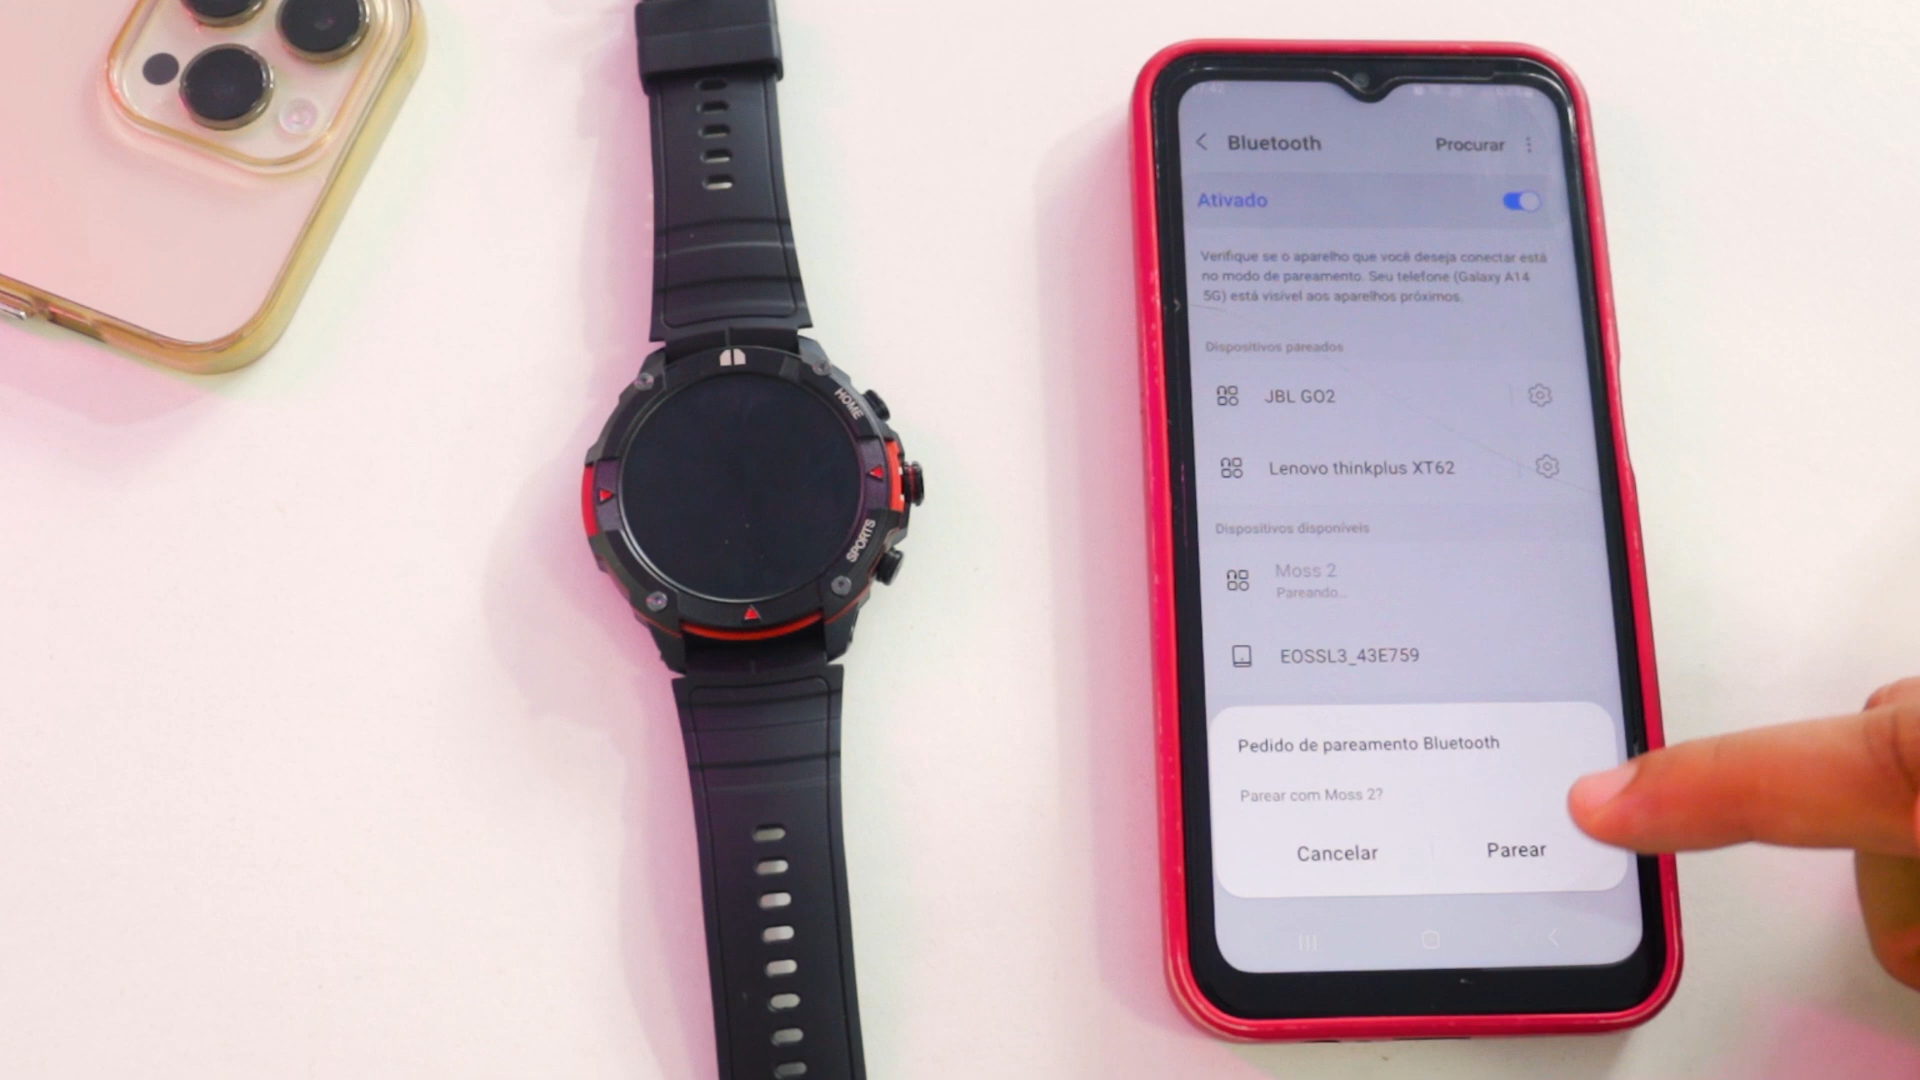 HOME
SPORTS
Bluetooth
Procurar
Ativado
Verifique se o aparelho que você deseja conectar está
no modo de pareamento. Seu telefone (Galaxy A14
5G) está visível aos aparelhos próximos.
Dispositivos pareados
JBL GO2
Lenovo thinkplus XT62
Dispositivos disponíveis
Moss 2
Pareando...
EOSSL3_43E759
Pedido de pareamento Bluetooth
Parear com Moss 2?
Cancelar
Parear